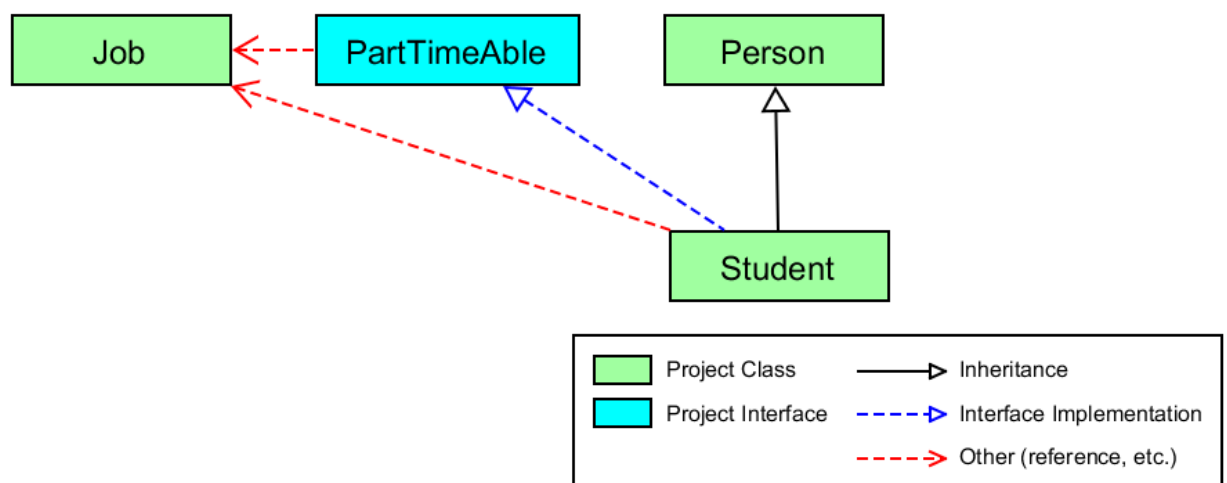 Job
PartTimeAble
Person
Student
Project Class
Inheritance
Project Interface
Interface Implementation
Other (reference, etc.)